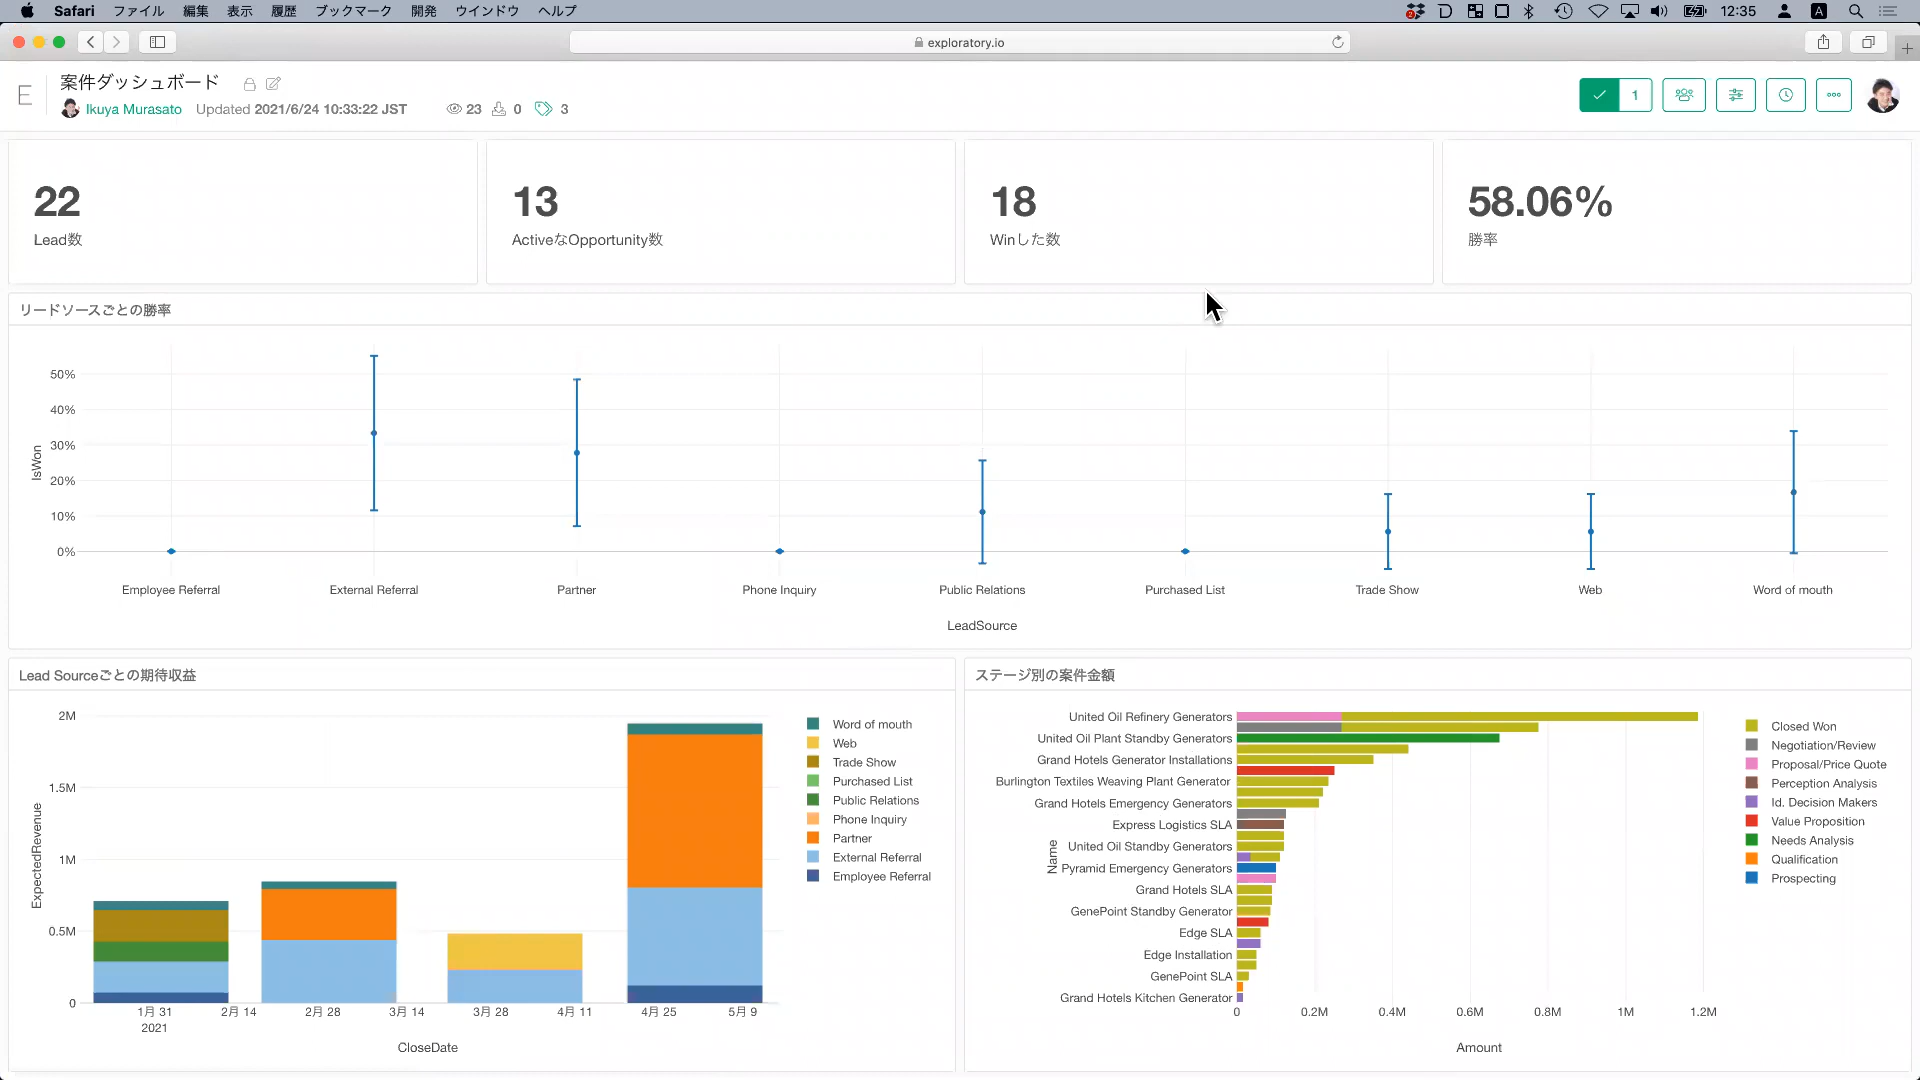 Safari ファイル 編集 表示 履歴 ブックマーク 開発 ウインドウ ヘルプ
12:35
A
exploratory.io
E
案件ダッシュボード
Ikuya Murasato Updated 2021/6/24 10:33:22 JST 23 0 3
1
22
Lead数
13
ActiveなOpportunity数
18
Winした数
58.06%
勝率
リードソースごとの勝率
50%
40%
30%
20%
10%
0%
IsWon
Employee Referral External Referral Partner Phone Inquiry Public Relations Purchased List Trade Show Web Word of mouth
LeadSource
Lead Sourceごとの期待収益
2M
1.5M
1M
0.5M
0
ExpectedRevenue
1月 31 2月 14 2月 28 3月 14 3月 28 4月 11 4月 25 5月 9
2021
CloseDate
Word of mouth
Web
Trade Show
Purchased List
Public Relations
Phone Inquiry
Partner
External Referral
Employee Referral
ステージ別の案件金額
United Oil Refinery Generators
United Oil Plant Standby Generators
Grand Hotels Generator Installations
Burlington Textiles Weaving Plant Generator
Grand Hotels Emergency Generators
Express Logistics SLA
United Oil Standby Generators
Pyramid Emergency Generators
Grand Hotels SLA
GenePoint Standby Generator
Edge SLA
Edge Installation
GenePoint SLA
Grand Hotels Kitchen Generator
Name
0 0.2M 0.4M 0.6M 0.8M 1M 1.2M
Amount
Closed Won
Negotiation/Review
Proposal/Price Quote
Perception Analysis
Id. Decision Makers
Value Proposition
Needs Analysis
Qualification
Prospecting